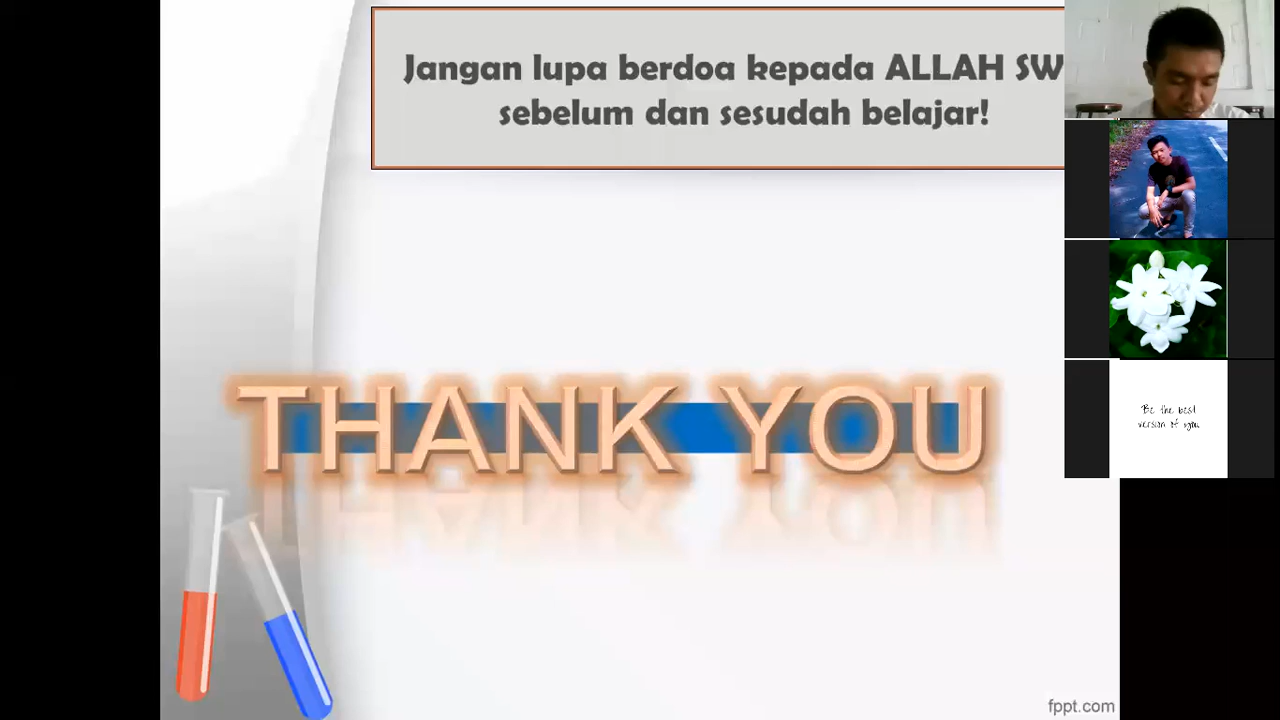 Jangan lupa berdoa kepada ALLAH SW
sebelum dan sesudah belajar!
THANK YOU
Be the best
version of you
fppt.com